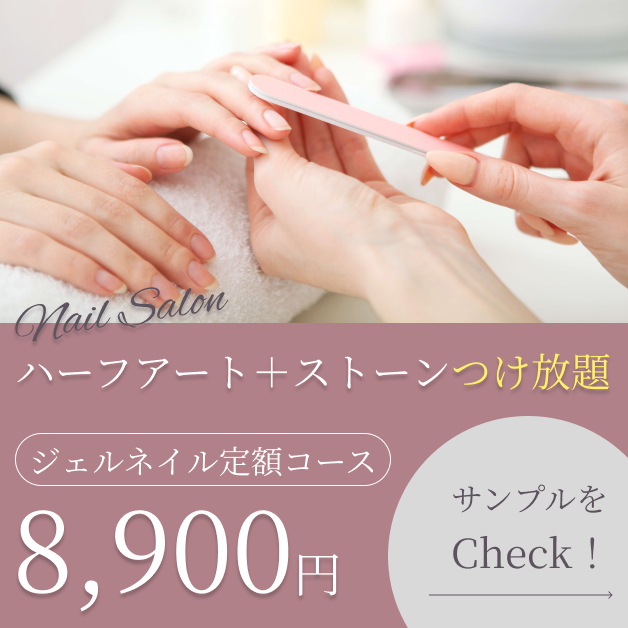 Nail Salon
ハーフアート＋ストーンつけ放題
ジェルネイル定額コース
8,900円
サンプルを
Check！